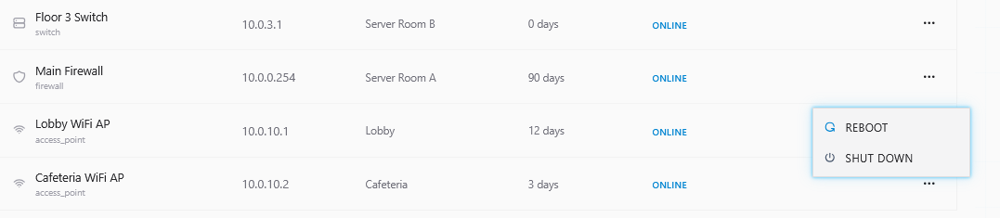 Floor 3 Switch
switch
10.0.3.1
Server Room B
0 days
ONLINE
Main Firewall
firewall
10.0.0.254
Server Room A
90 days
ONLINE
Lobby WiFi AP
access_point
10.0.10.1
Lobby
12 days
ONLINE
REBOOT
SHUT DOWN
Cafeteria WiFi AP
access_point
10.0.10.2
Cafeteria
3 days
ONLINE